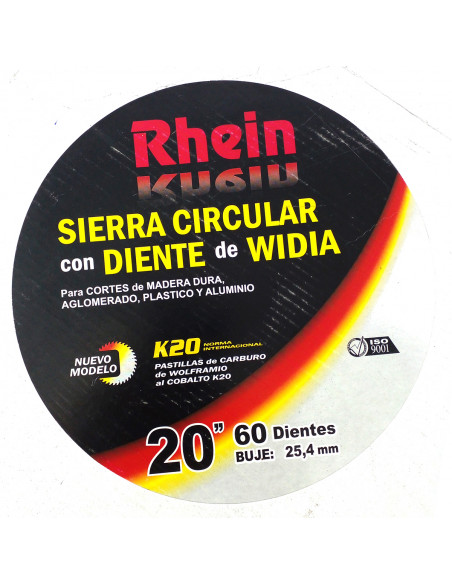 Rhein
SIERRA CIRCULAR
con DIENTE de WIDIA
Para CORTES de MADERA DURA,
AGLOMERADO, PLASTICO Y ALUMINIO
NUEVO
MODELO
K20 NORMA
INTERNACIONAL
PASTILLAS de CARBURO
de WOLFRAMIO
al COBALTO K20
ISO
9001
20” 60 Dientes
BUJE: 25,4 mm